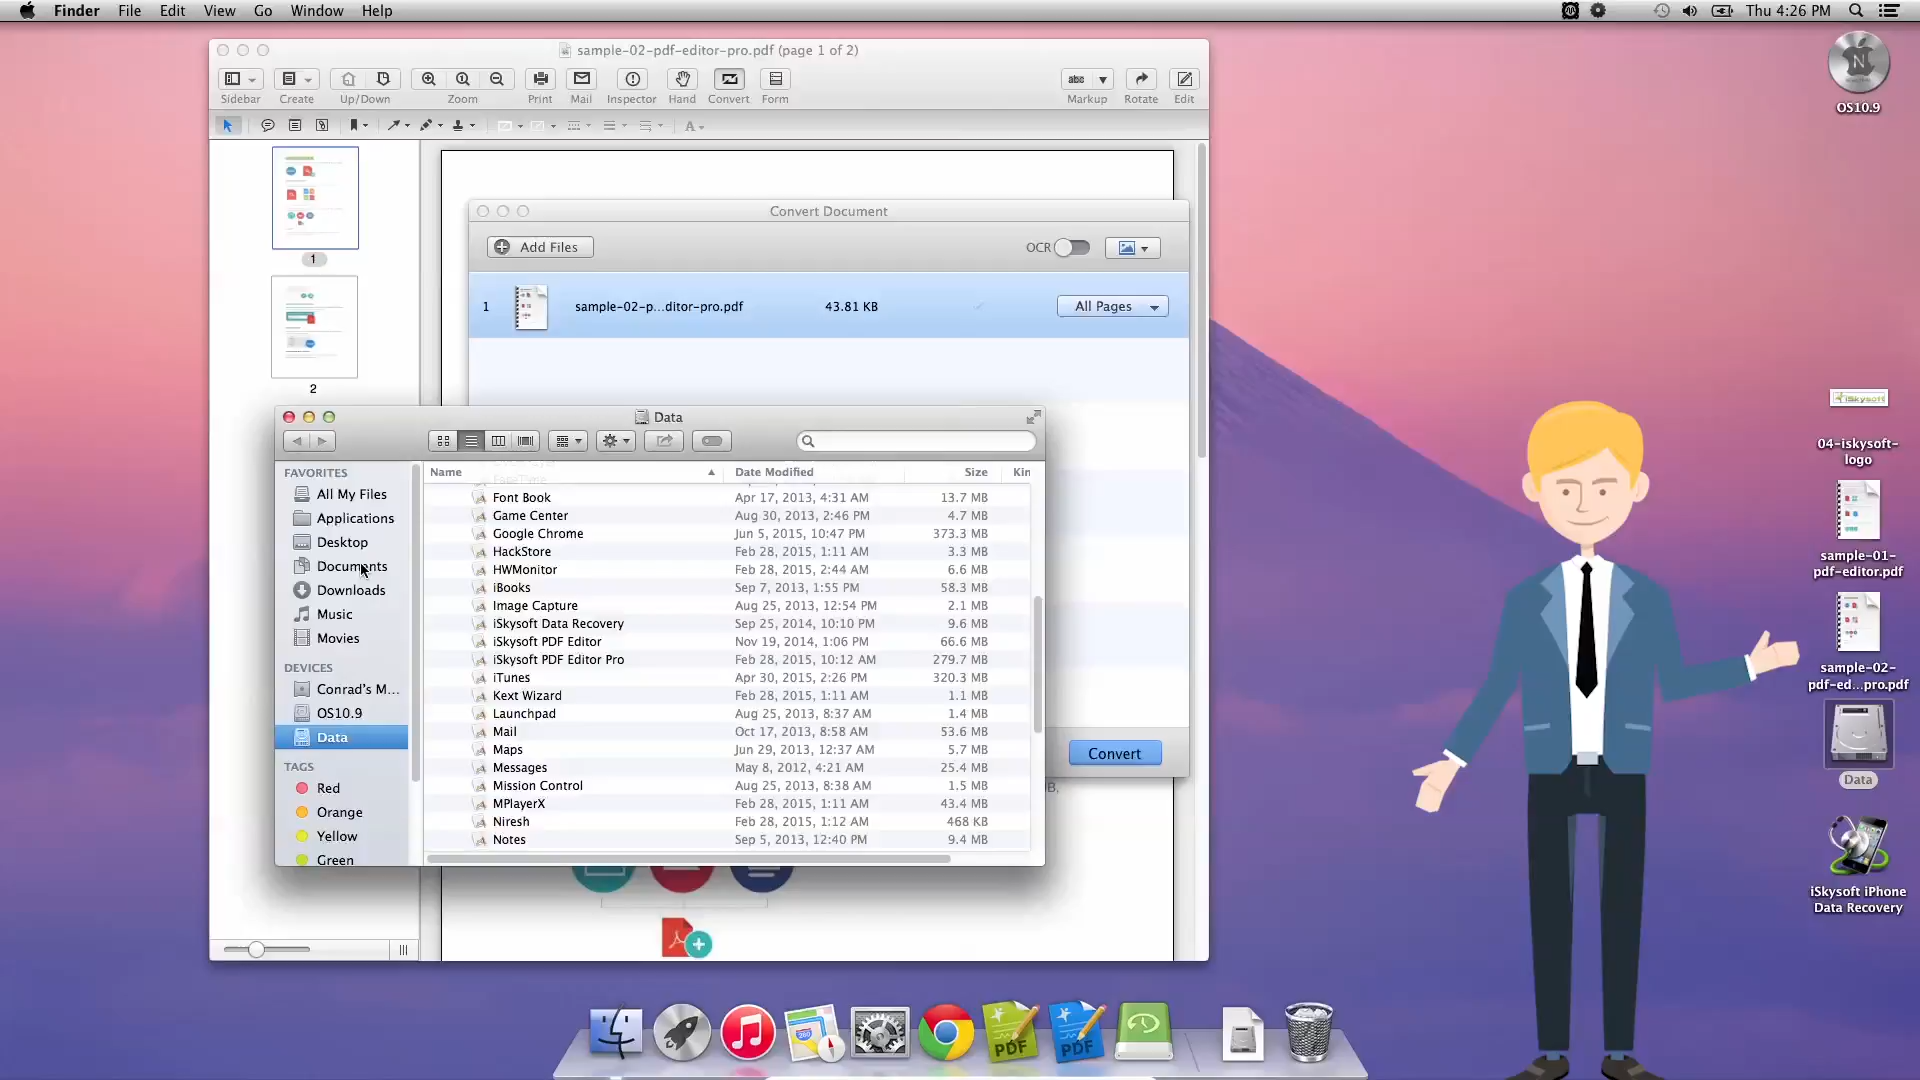 Finder File Edit View Go Window Help Thu 4:26 PM
sample-02-pdf-editor-pro.pdf (page 1 of 2)
abc
Sidebar Create Up/Down Zoom Print Mail Inspector Hand Convert Form Markup Rotate Edit
A
1
2
Convert Document
Add Files OCR
1 sample-02-p...ditor-pro.pdf 43.81 KB All Pages
Convert
Data
FAVORITES
All My Files
Applications
Desktop
Documents
Downloads
Music
Movies
DEVICES
Conrad's M...
OS10.9
Data
TAGS
Red
Orange
Yellow
Green
Name Date Modified Size Kin
Font Book Apr 17, 2013, 4:31 AM 13.7 MB
Game Center Aug 30, 2013, 2:46 PM 4.7 MB
Google Chrome Jun 5, 2015, 10:47 PM 373.3 MB
HackStore Feb 28, 2015, 1:11 AM 3.3 MB
HWMonitor Feb 28, 2015, 2:44 AM 6.6 MB
iBooks Sep 7, 2013, 1:55 PM 58.3 MB
Image Capture Aug 25, 2013, 12:54 PM 2.1 MB
iSkysoft Data Recovery Sep 25, 2014, 10:10 PM 9.6 MB
iSkysoft PDF Editor Nov 19, 2014, 1:06 PM 66.6 MB
iSkysoft PDF Editor Pro Feb 28, 2015, 10:12 AM 279.7 MB
iTunes Apr 30, 2015, 2:26 PM 320.3 MB
Kext Wizard Feb 28, 2015, 1:11 AM 1.1 MB
Launchpad Aug 25, 2013, 8:37 AM 1.4 MB
Mail Oct 17, 2013, 8:58 AM 53.6 MB
Maps Jun 29, 2013, 12:37 AM 5.7 MB
Messages May 8, 2012, 4:21 AM 25.4 MB
Mission Control Aug 25, 2013, 8:38 AM 1.5 MB
MPlayerX Feb 28, 2015, 1:11 AM 43.4 MB
Niresh Feb 28, 2015, 1:12 AM 468 KB
Notes Sep 5, 2013, 12:40 PM 9.4 MB
N
OS10.9
iSkysoft
04-iskysoft-
logo
sample-01-
pdf-editor.pdf
sample-02-
pdf-ed...pro.pdf
Data
iSkysoft iPhone
Data Recovery
280
PDF
PDF